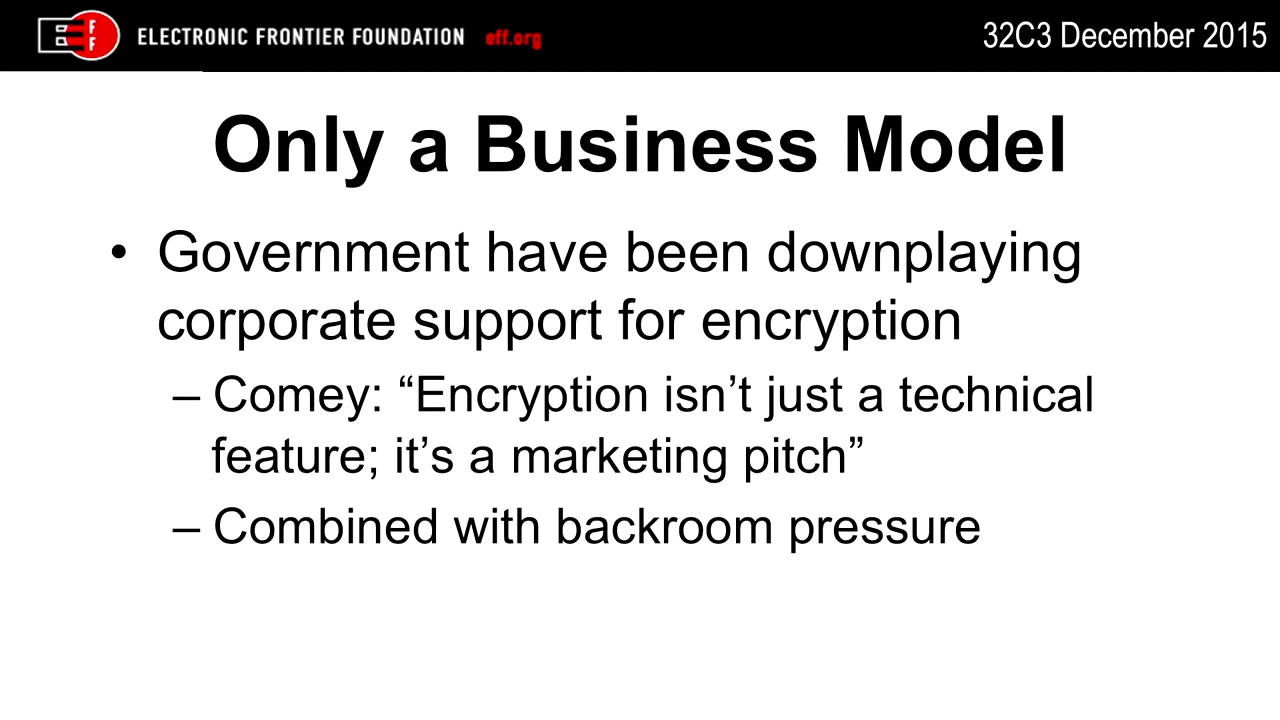 E F F
ELECTRONIC FRONTIER FOUNDATION eff.org
32C3 December 2015
Only a Business Model
• Government have been downplaying
corporate support for encryption
– Comey: “Encryption isn’t just a technical
feature; it’s a marketing pitch”
– Combined with backroom pressure